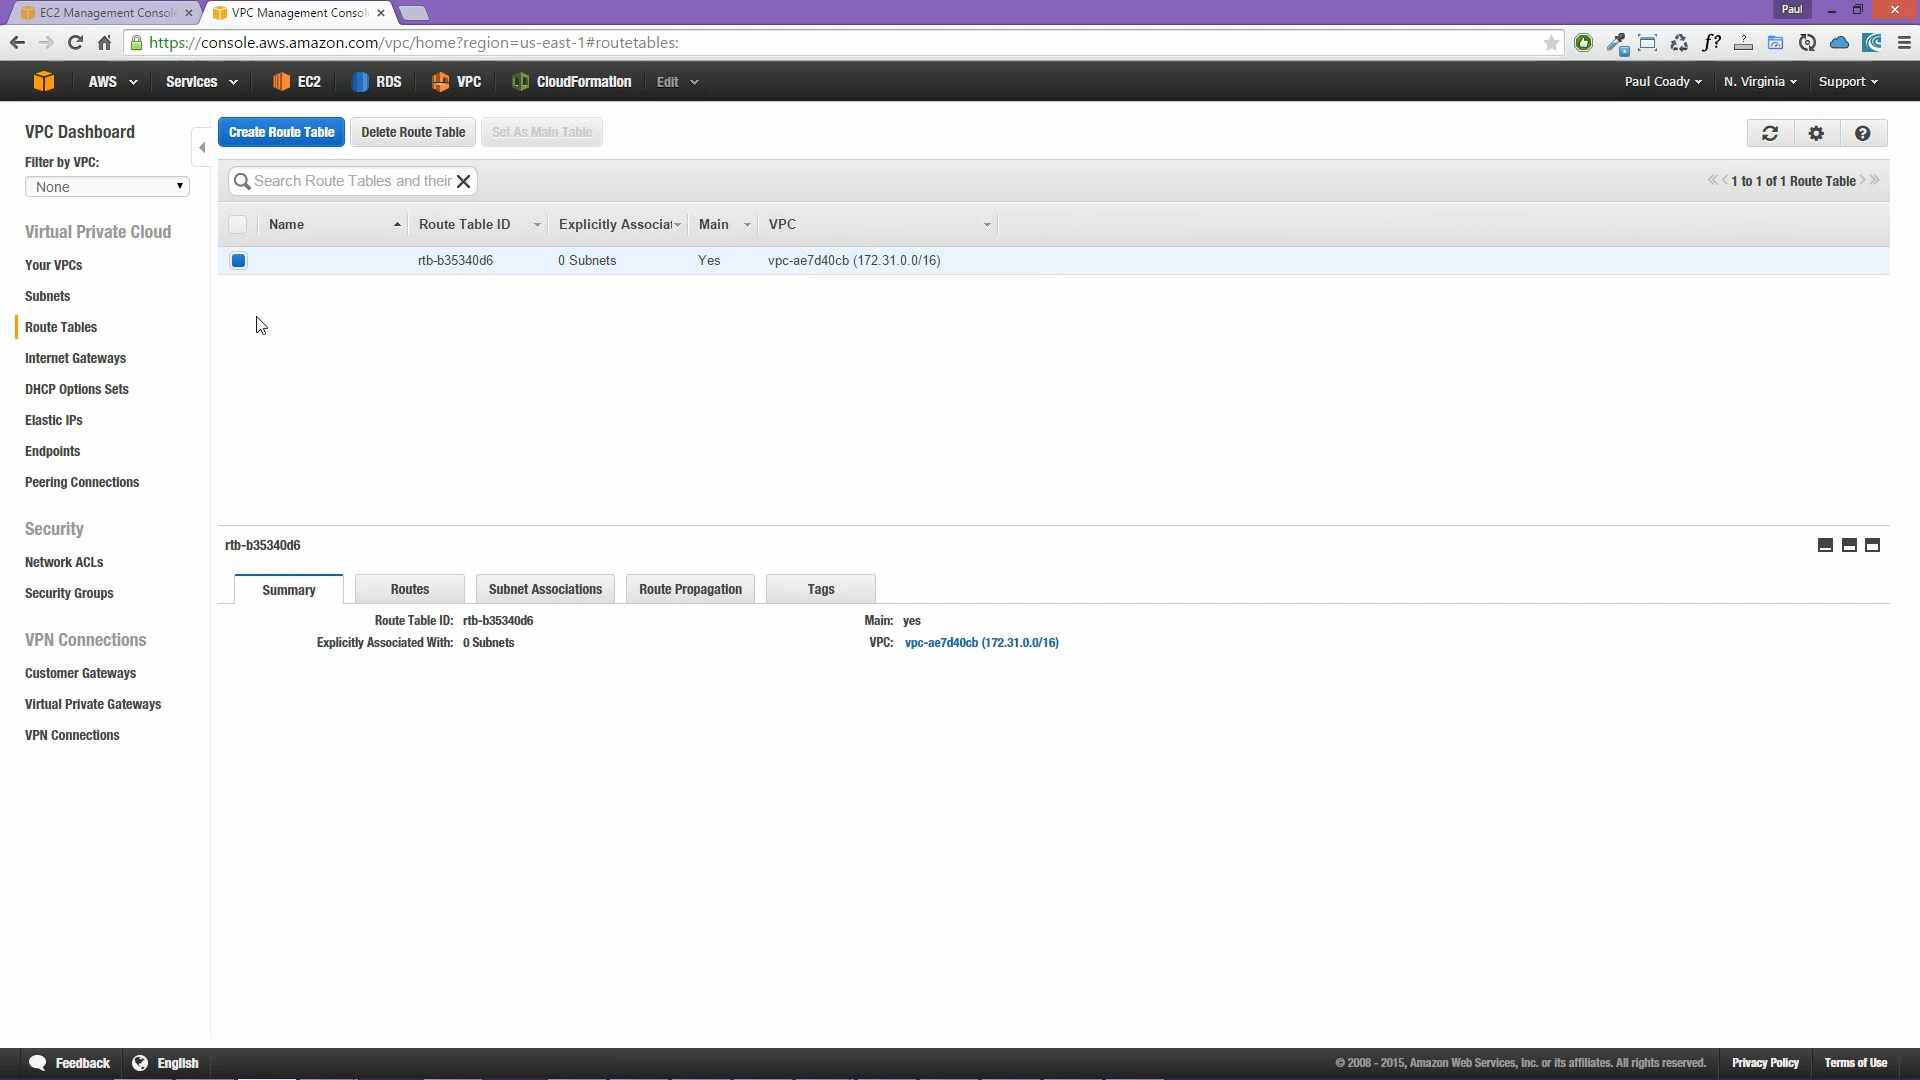 EC2 Management Consol
VPC Management Consol
Paul
https://console.aws.amazon.com/vpc/home?region=us-east-1#routetables:
f?
AWS
Services
EC2
RDS
VPC
CloudFormation
Edit
Paul Coady
N. Virginia
Support
VPC Dashboard
Filter by VPC:
None
Virtual Private Cloud
Your VPCs
Subnets
Route Tables
Internet Gateways
DHCP Options Sets
Elastic IPs
Endpoints
Peering Connections
Security
Network ACLs
Security Groups
VPN Connections
Customer Gateways
Virtual Private Gateways
VPN Connections
Create Route Table
Delete Route Table
Set As Main Table
Search Route Tables and their
1 to 1 of 1 Route Table
Name
Route Table ID
Explicitly Associat
Main
VPC
rtb-b35340d6
0 Subnets
Yes
vpc-ae7d40cb (172.31.0.0/16)
rtb-b35340d6
Summary
Routes
Subnet Associations
Route Propagation
Tags
Route Table ID: rtb-b35340d6
Main: yes
Explicitly Associated With: 0 Subnets
VPC: vpc-ae7d40cb (172.31.0.0/16)
Feedback
English
© 2008 - 2015, Amazon Web Services, Inc. or its affiliates. All rights reserved.
Privacy Policy
Terms of Use